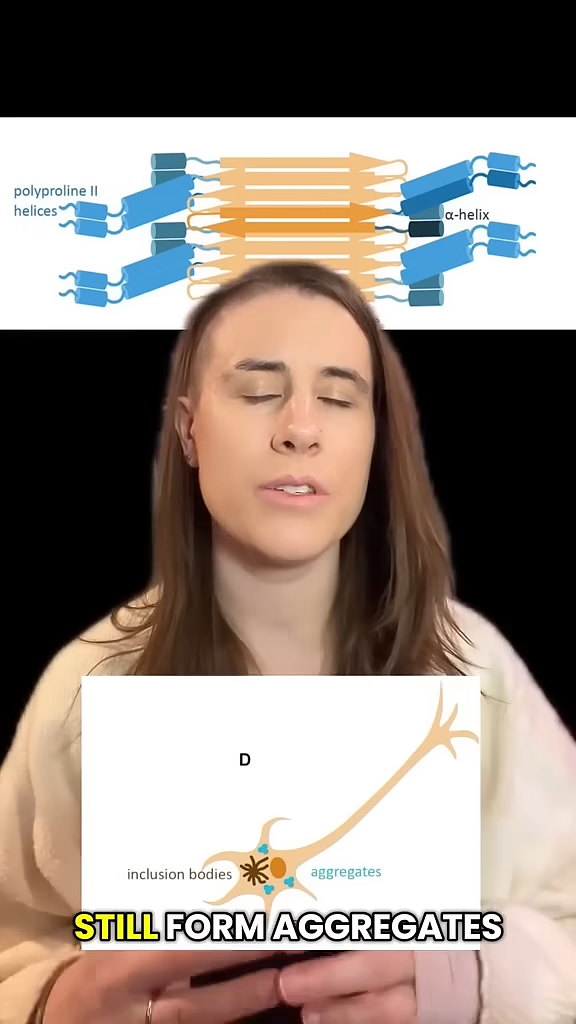 polyproline II
helices
α-helix
D
inclusion bodies
aggregates
STILL FORM AGGREGATES